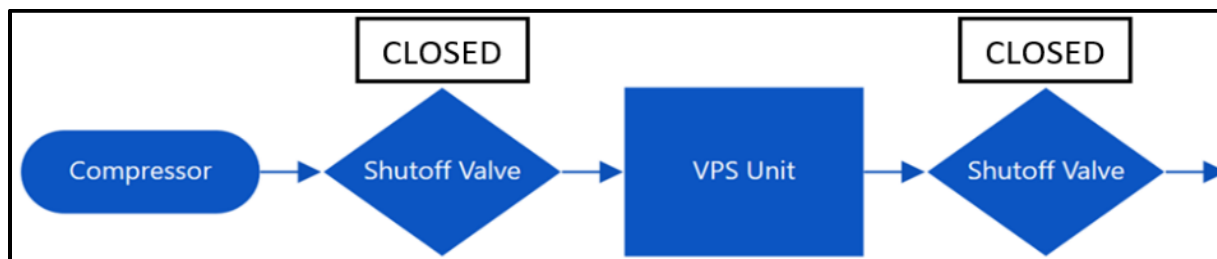 CLOSED
CLOSED
Compressor
Shutoff Valve
VPS Unit
Shutoff Valve